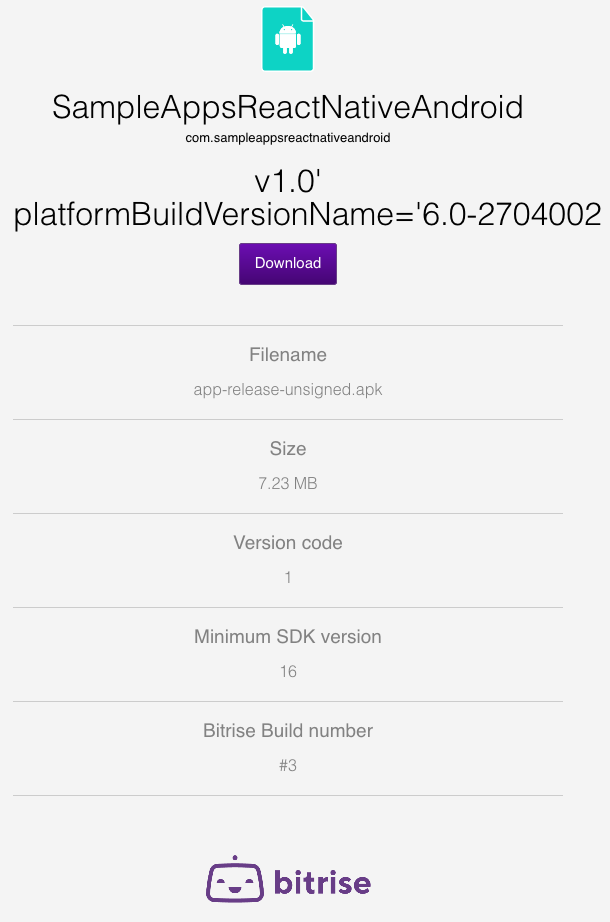 SampleAppsReactNativeAndroid
com.sampleappsreactnativeandroid
v1.0'
platformBuildVersionName='6.0-2704002
Download
Filename
app-release-unsigned.apk
Size
7.23 MB
Version code
1
Minimum SDK version
16
Bitrise Build number
#3
bitrise